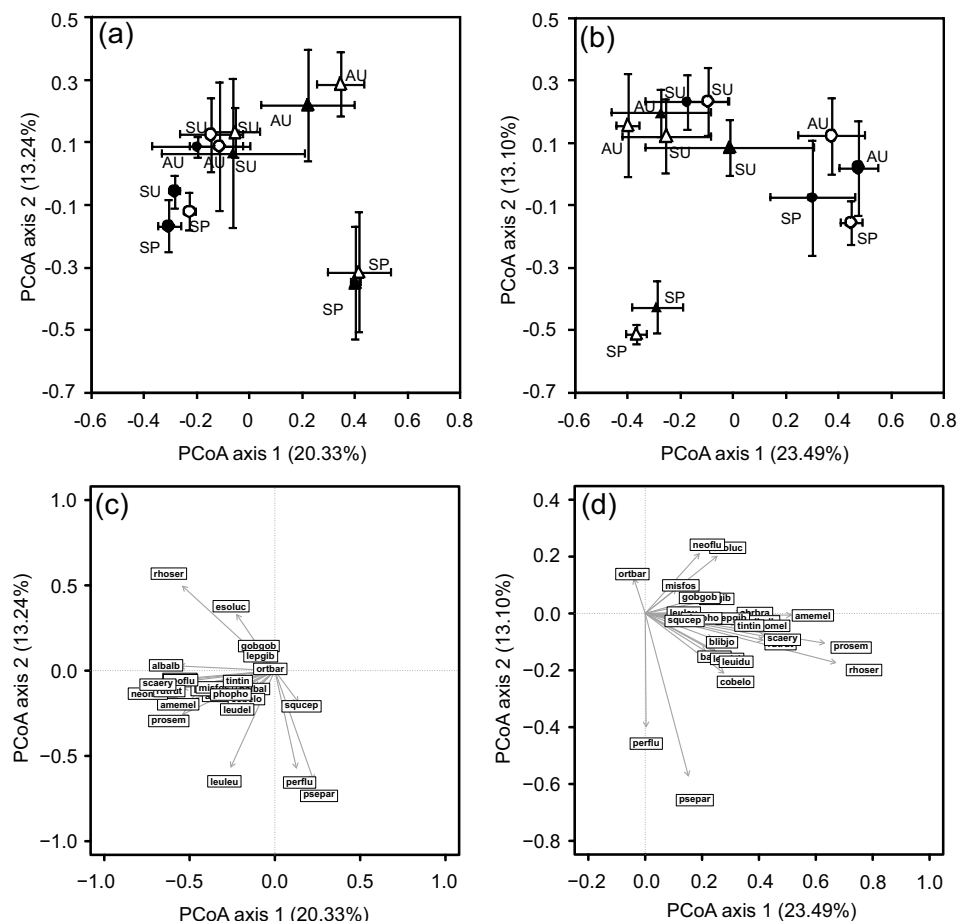 (a)
0.5
0.3
0.1
-0.1
-0.3
-0.5
-0.7
PCoA axis 2 (13.24%)
AU
AU
SU
SU
AU
AU
SU
SU
SP
SP
SP
SP
-0.6 -0.4 -0.2 0 0.2 0.4 0.6 0.8
PCoA axis 1 (20.33%)
(b)
0.5
0.3
0.1
-0.1
-0.3
-0.5
-0.7
PCoA axis 2 (13.10%)
AU
SU
AU
SU
SU
AU
AU
SP
SP
SP
SP
-0.6 -0.4 -0.2 0 0.2 0.4 0.6 0.8
PCoA axis 1 (23.49%)
(c)
1.0
0.5
0.0
−0.5
−1.0
PCoA axis 2 (13.24%)
rhoser
esoluc
gobgob
lepgib
ortbar
albalb
tintin
scaery
misfos
phopho
amemel
squcep
leudel
prosem
leuleu
perflu
psepar
−1.0 −0.5 0.0 0.5 1.0
PCoA axis 1 (20.33%)
(d)
0.4
0.2
0.0
−0.2
−0.4
−0.6
−0.8
PCoA axis 2 (13.10%)
neoflu
ortbar
misfos
gobgob
amemel
squcep
tintin
scaery
blibjo
prosem
leuidu
rhoser
cobelo
perflu
psepar
−0.2 0.0 0.2 0.4 0.6 0.8 1.0
PCoA axis 1 (23.49%)